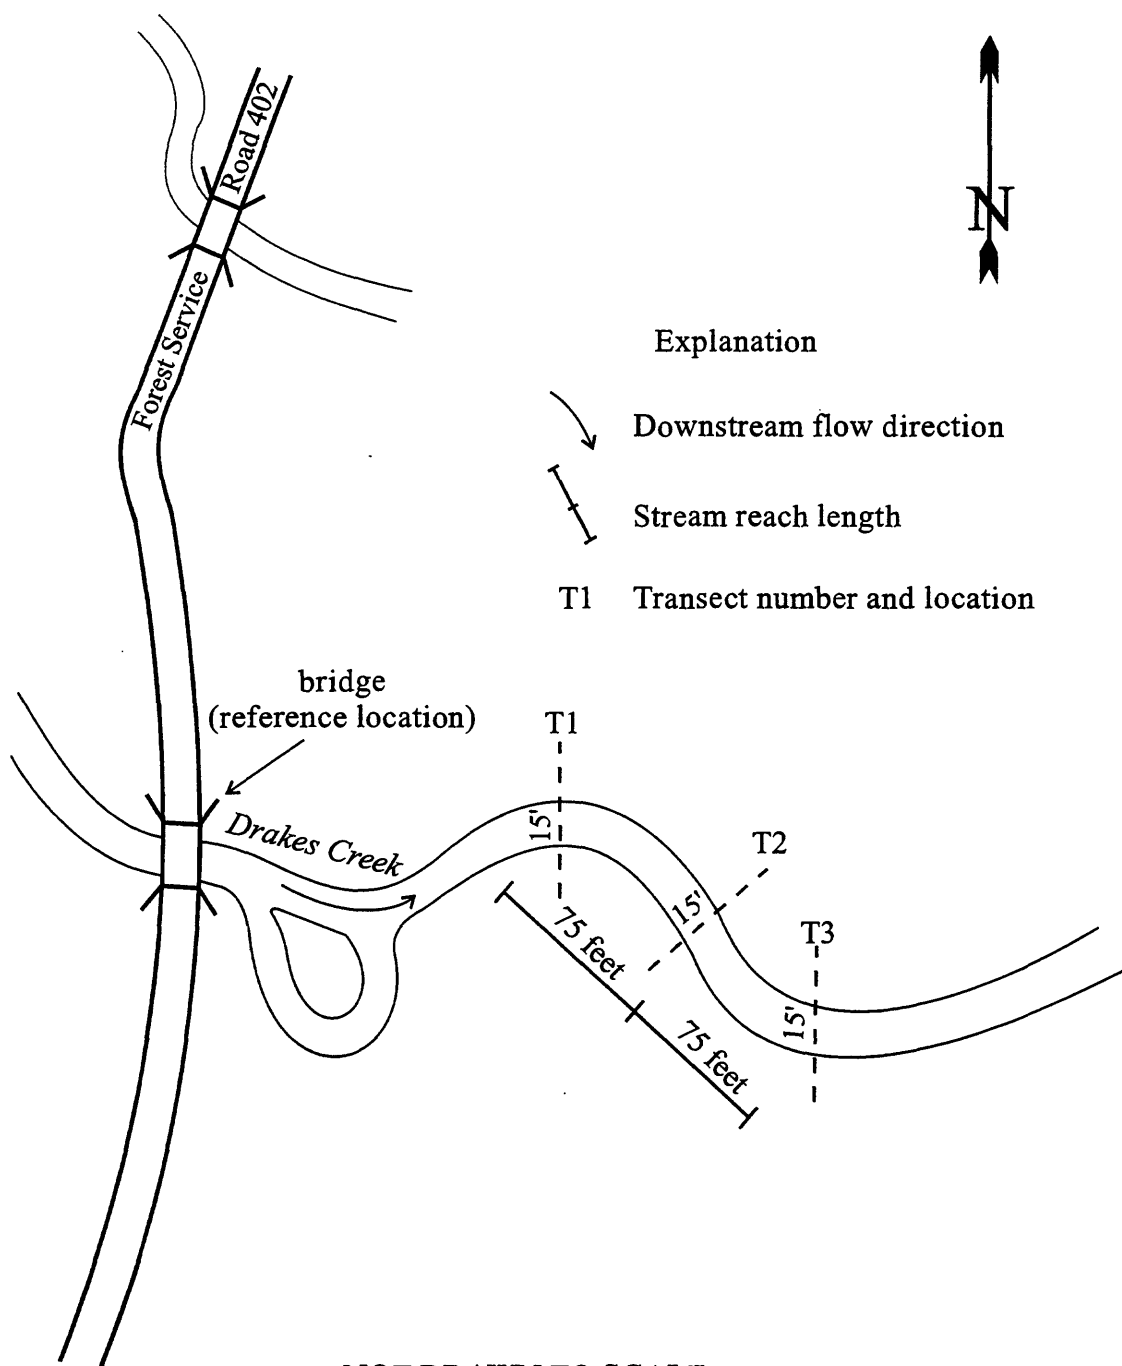 Road 402
Forest Service
N
Explanation
Downstream flow direction
Stream reach length
T1 Transect number and location
bridge
(reference location)
Drakes Creek
T1
15'
T2
15'
T3
15'
75 feet
75 feet